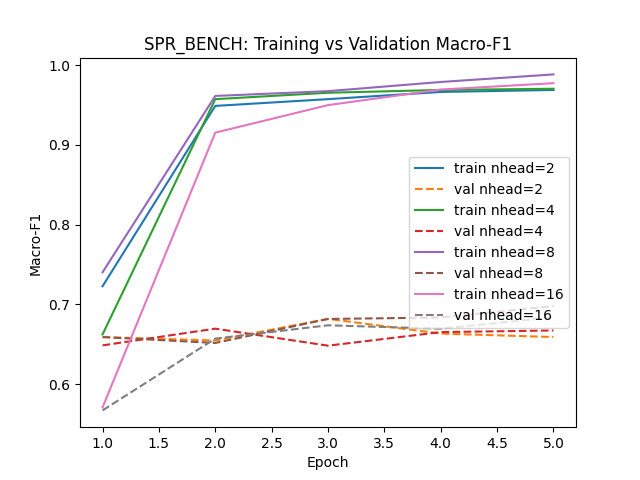 SPR_BENCH: Training vs Validation Macro-F1
Macro-F1
1.0
0.9
0.8
0.7
0.6
train nhead=2
val nhead=2
train nhead=4
val nhead=4
train nhead=8
val nhead=8
train nhead=16
val nhead=16
1.0 1.5 2.0 2.5 3.0 3.5 4.0 4.5 5.0
Epoch